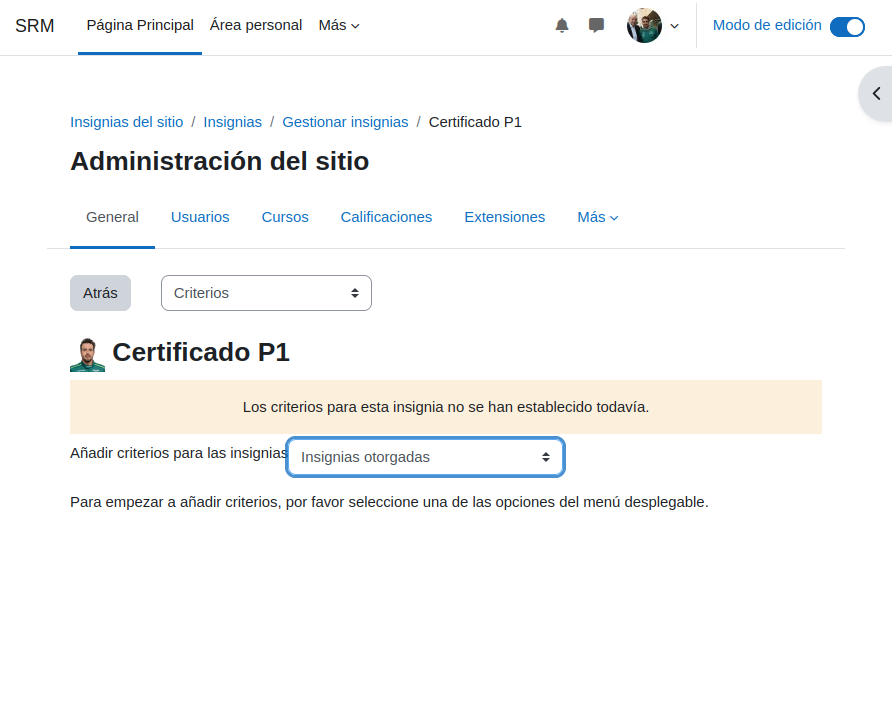 SRM Página Principal Área personal Más Modo de edición
Insignias del sitio / Insignias / Gestionar insignias / Certificado P1
Administración del sitio
General Usuarios Cursos Calificaciones Extensiones Más
Atrás Criterios
Certificado P1
Los criterios para esta insignia no se han establecido todavía.
Añadir criterios para las insignias Insignias otorgadas
Para empezar a añadir criterios, por favor seleccione una de las opciones del menú desplegable.